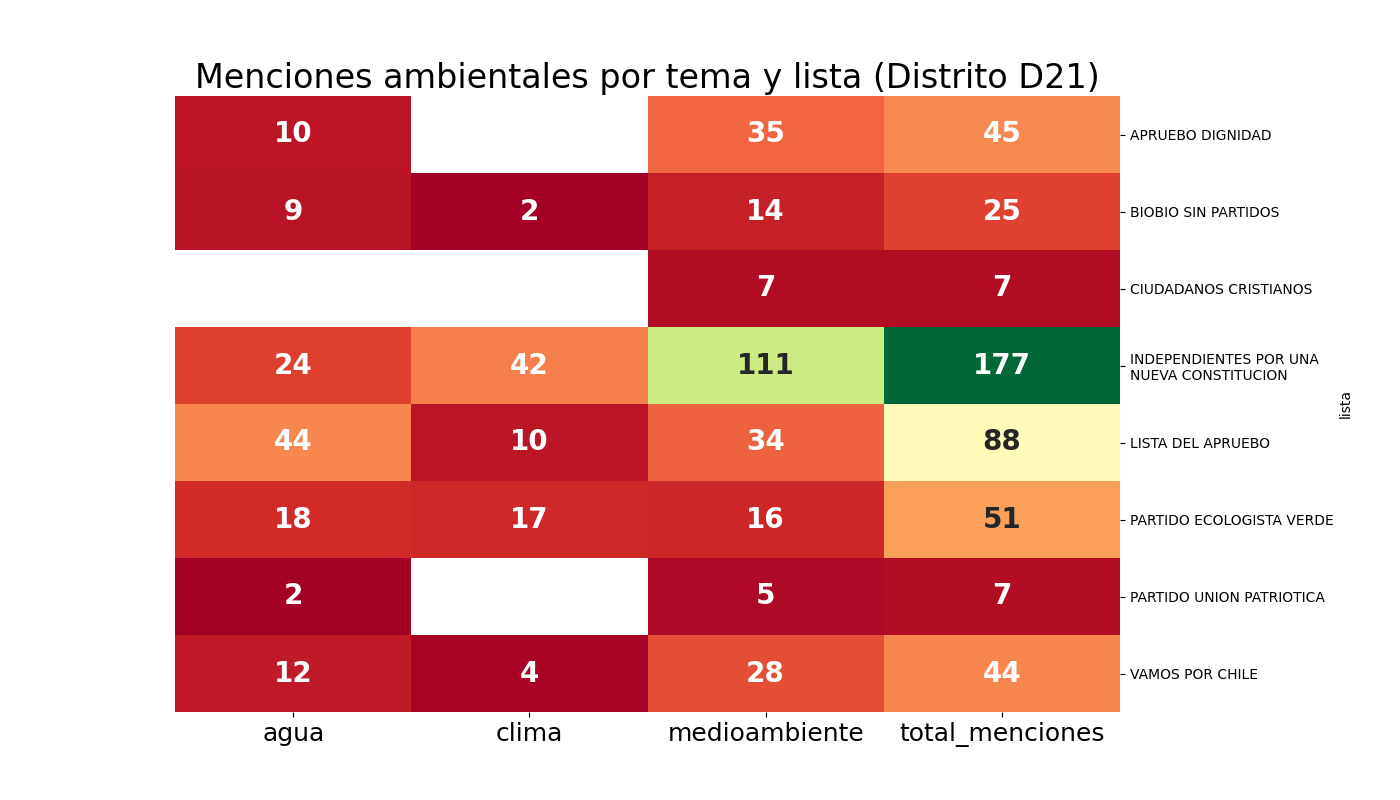 Menciones ambientales por tema y lista (Distrito D21)
10 35 45 APRUEBO DIGNIDAD
9 2 14 25 BIOBIO SIN PARTIDOS
7 7 CIUDADANOS CRISTIANOS
24 42 111 177 INDEPENDIENTES POR UNA
NUEVA CONSTITUCION
lista
44 10 34 88 LISTA DEL APRUEBO
18 17 16 51 PARTIDO ECOLOGISTA VERDE
2 5 7 PARTIDO UNION PATRIOTICA
12 4 28 44 VAMOS POR CHILE
agua clima medioambiente total_menciones